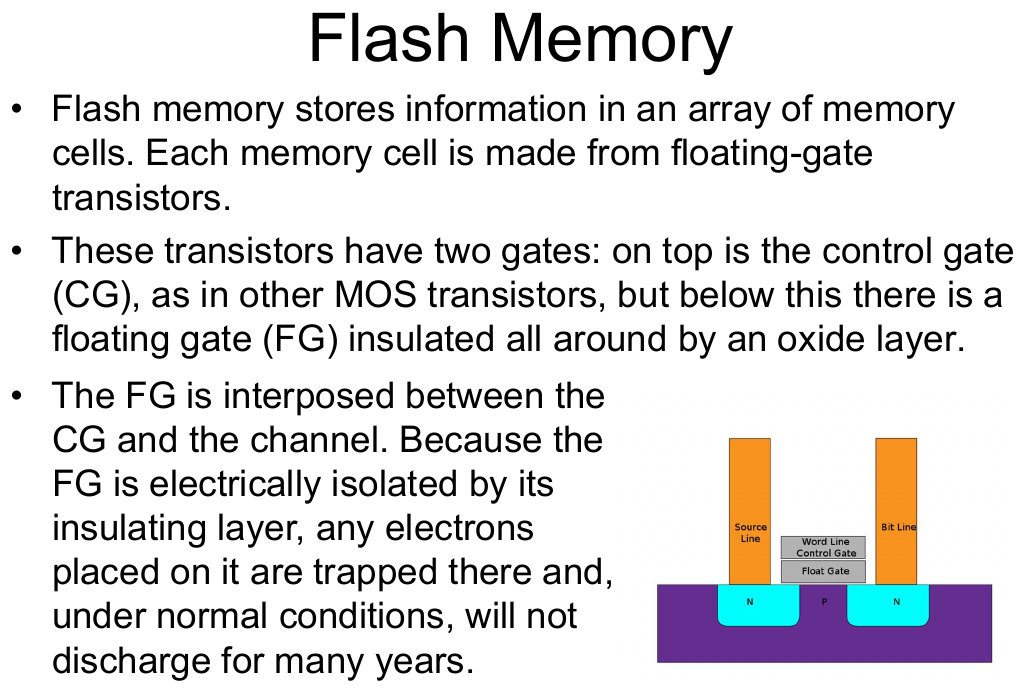 Flash Memory
• Flash memory stores information in an array of memory
cells. Each memory cell is made from floating-gate
transistors.
• These transistors have two gates: on top is the control gate
(CG), as in other MOS transistors, but below this there is a
floating gate (FG) insulated all around by an oxide layer.
• The FG is interposed between the
CG and the channel. Because the
FG is electrically isolated by its
insulating layer, any electrons
placed on it are trapped there and,
under normal conditions, will not
discharge for many years.
Source
Line
Word Line
Control Gate
Float Gate
Bit Line
N
P
N